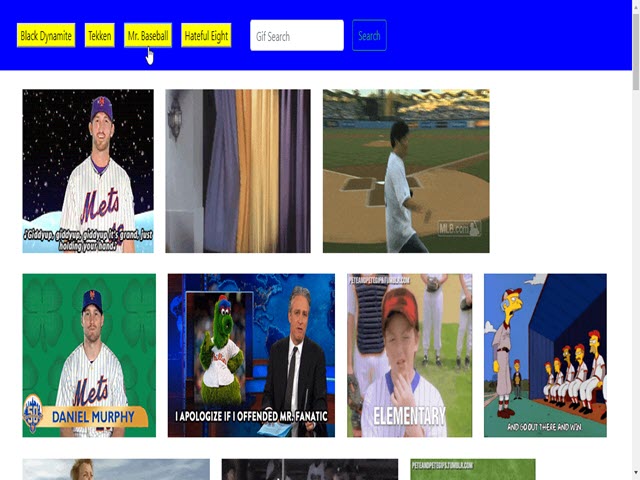 Black Dynamite
Tekken
Mr. Baseball
Hateful Eight
Gif Search
Search
Mets
♪Giddyup, giddyup, giddyup it's grand, just
holding your hand.♪
MLB.com
Mets
50
DANIEL MURPHY
I APOLOGIZE IF I OFFENDED MR. FANATIC
PETEANDPETEGIFS.TUMBLR.COM
ELEMENTARY
AND GO OUT THERE AND WIN.
PETEANDPETEGIFS.TUMBLR.COM